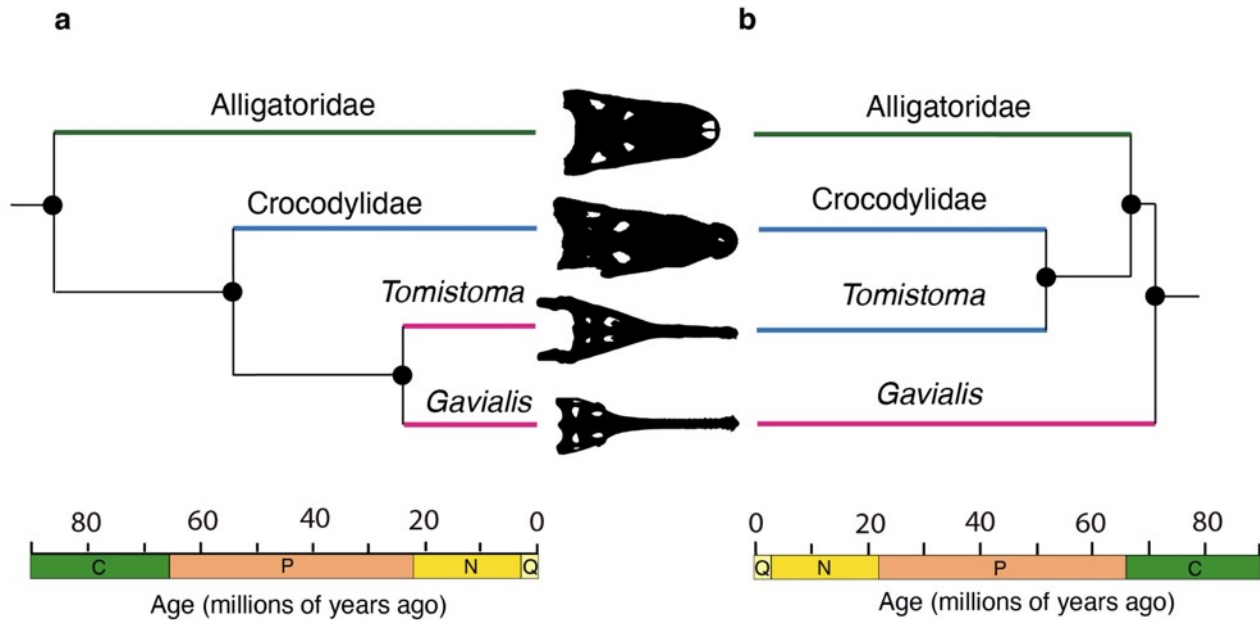 a
Alligatoridae
Crocodylidae
Tomistoma
Gavialis
80 60 40 20 0
C P N Q
Age (millions of years ago)
b
Alligatoridae
Crocodylidae
Tomistoma
Gavialis
0 20 40 60 80
Q N P C
Age (millions of years ago)